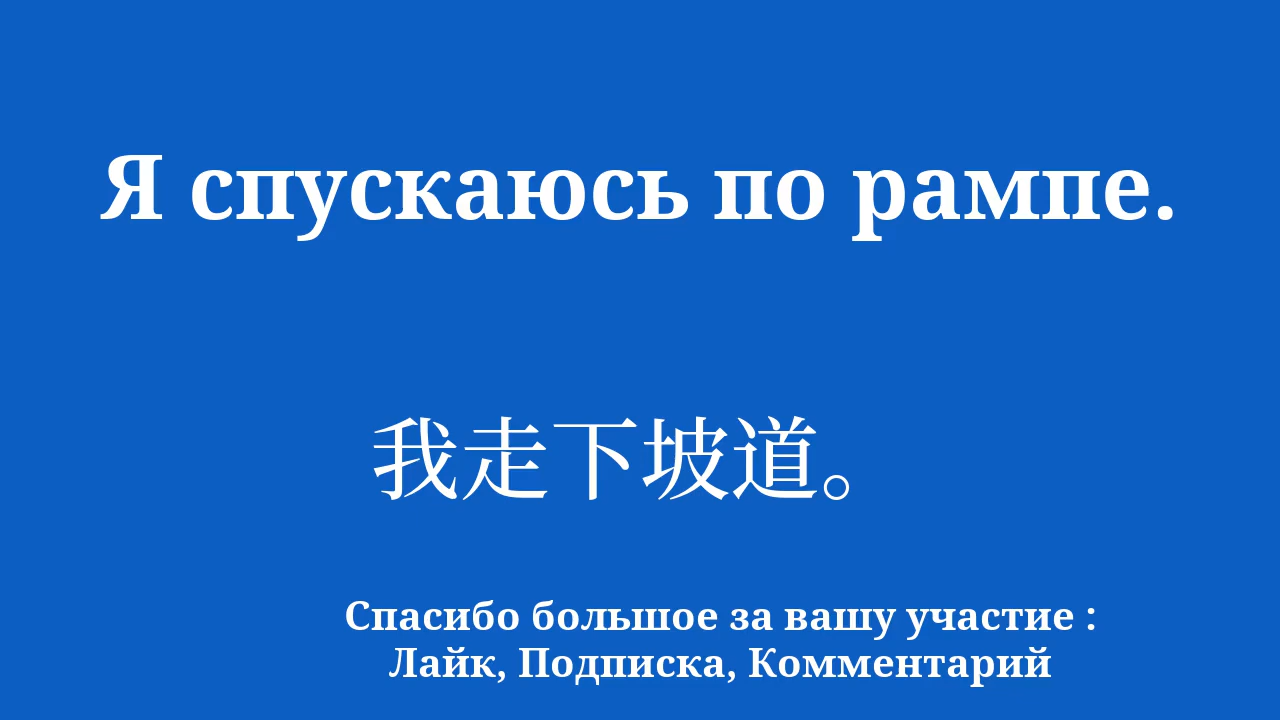 Я спускаюсь по рампе.
我走下坡道。
Спасибо большое за вашу участие :
Лайк, Подписка, Комментарий